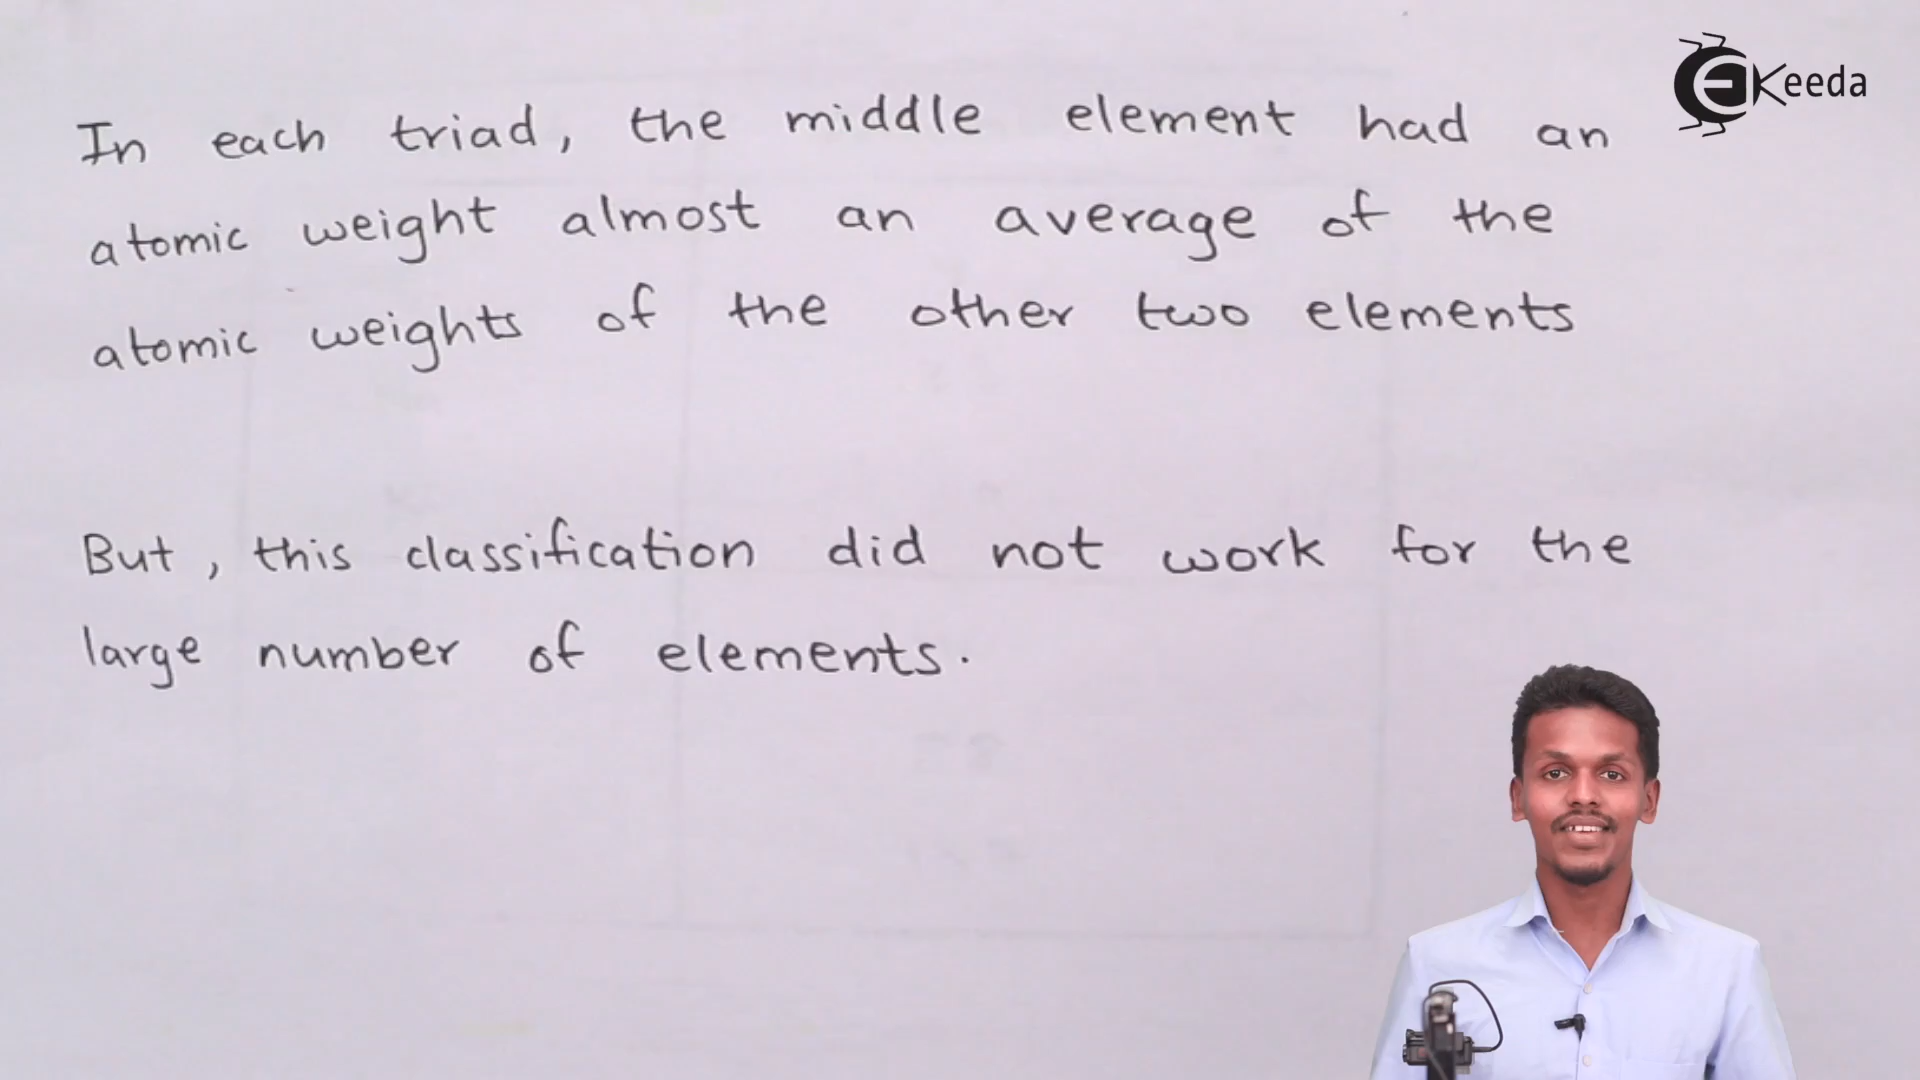 In each triad, the middle element had an
atomic weight almost an average of the
atomic weights of the other two elements
But, this classification did not work for the
large number of elements.
EKeeda